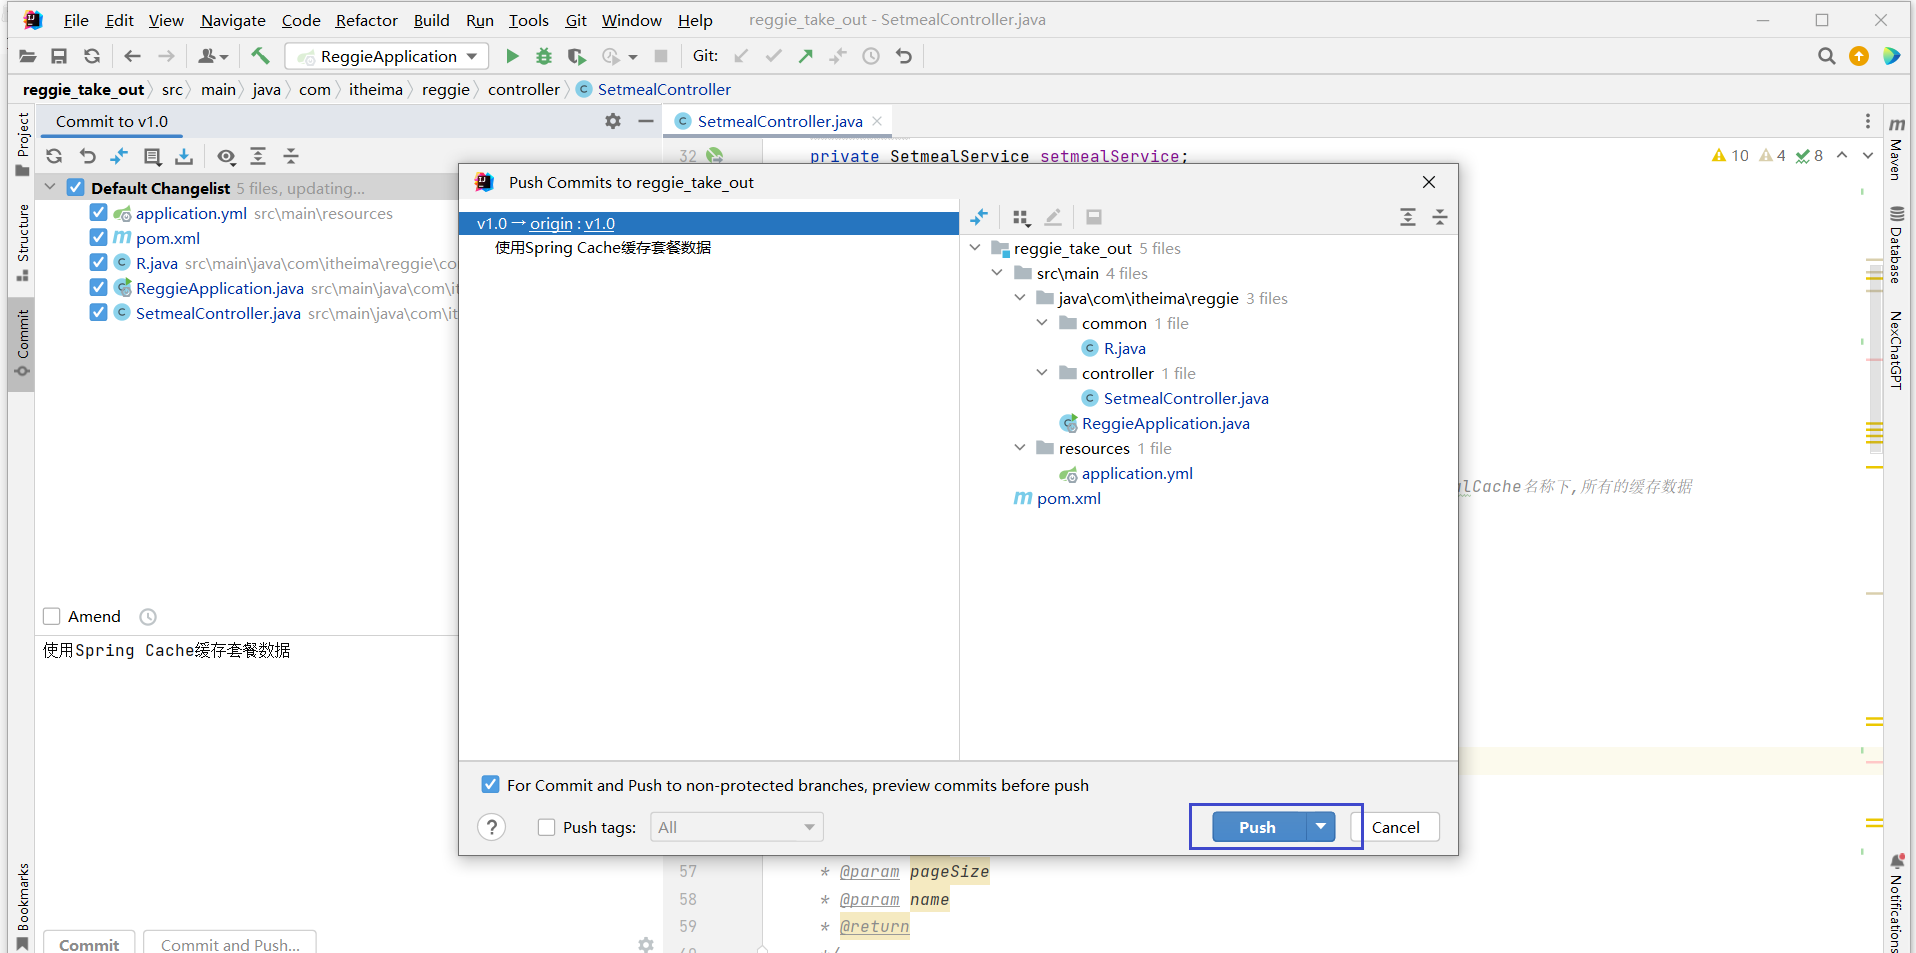 File Edit View Navigate Code Refactor Build Run Tools Git Window Help reggie_take_out - SetmealController.java
ReggieApplication Git:
reggie_take_out src main java com itheima reggie controller SetmealController
Commit to v1.0
SetmealController.java
32 private SetmealService setmealService;
10 4 8
Default Changelist 5 files, updating...
application.yml src\main\resources
pom.xml
R.java src\main\java\com\itheima\reggie\co
ReggieApplication.java src\main\java\com\it
SetmealController.java src\main\java\com\it
Amend
使用Spring Cache缓存套餐数据
Commit Commit and Push...
Project
Structure
Commit
Bookmarks
Push Commits to reggie_take_out
v1.0 → origin : v1.0
使用Spring Cache缓存套餐数据
reggie_take_out 5 files
src\main 4 files
java\com\itheima\reggie 3 files
common 1 file
R.java
controller 1 file
SetmealController.java
ReggieApplication.java
resources 1 file
application.yml
pom.xml
For Commit and Push to non-protected branches, preview commits before push
? Push tags: All Push Cancel
lCache名称下,所有的缓存数据
57 * @param pageSize
58 * @param name
59 * @return
*/
m Maven
Database
NexChatGPT
Notifications